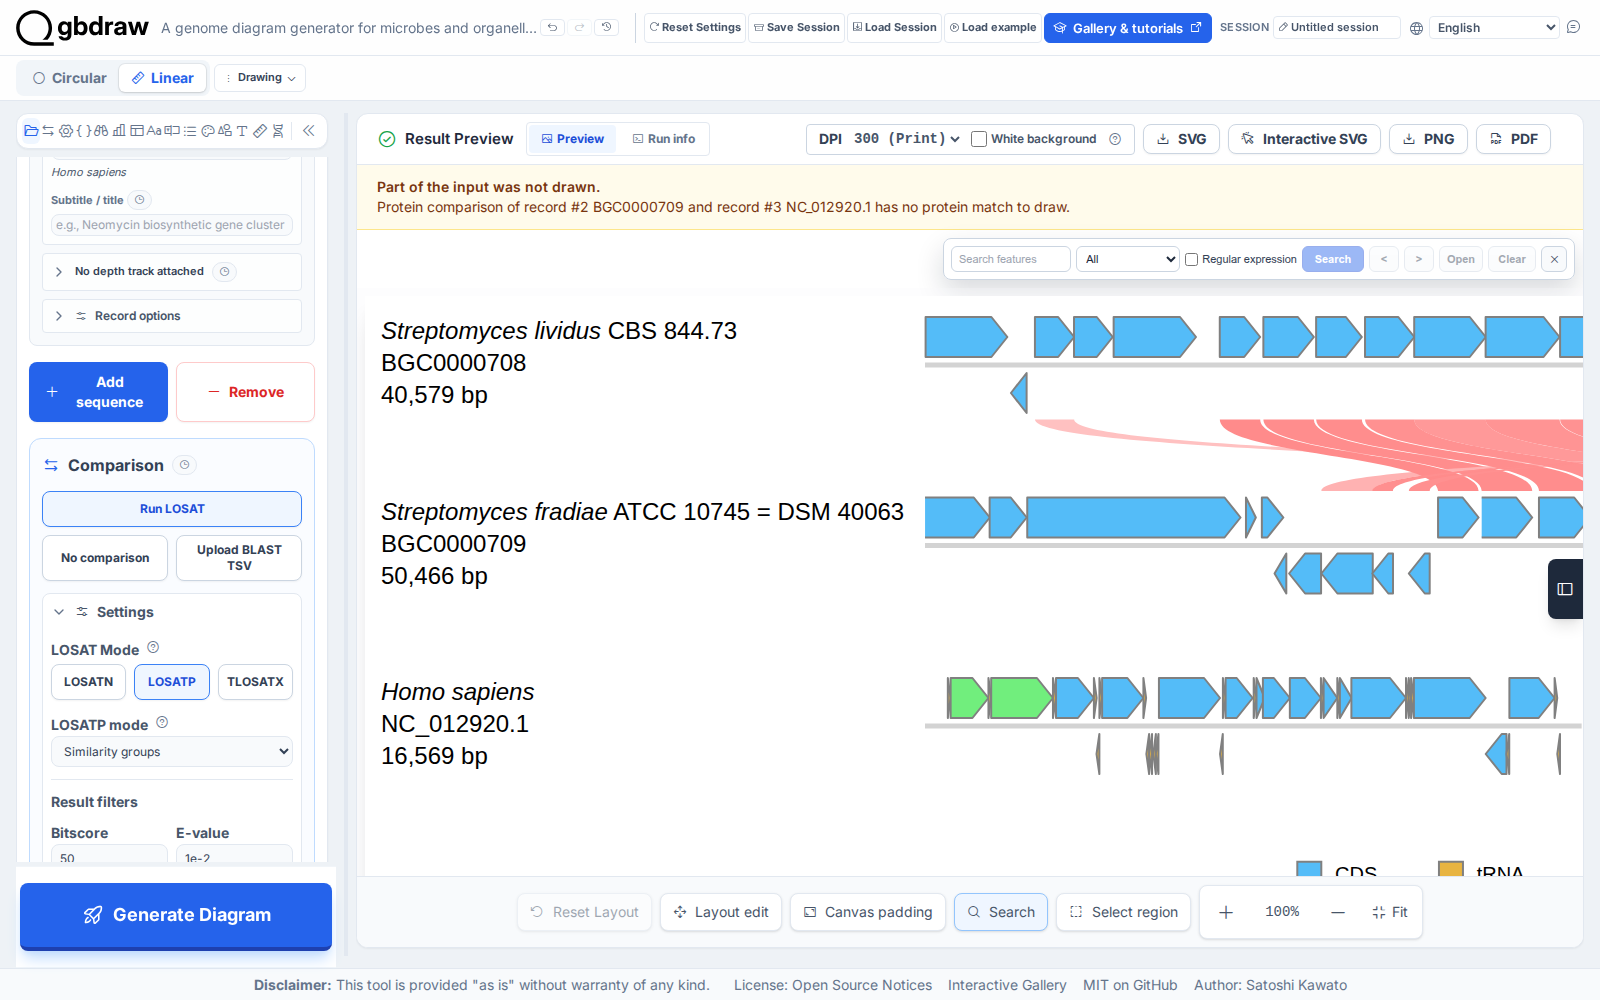 gbdraw
A genome diagram generator for microbes and organell...
Reset Settings
Save Session
Load Session
Load example
Gallery & tutorials
SESSION
Untitled session
English
Circular
Linear
Drawing
Homo sapiens
Subtitle / title
e.g., Neomycin biosynthetic gene cluster
No depth track attached
Record options
Add sequence
Remove
Comparison
Run LOSAT
No comparison
Upload BLAST TSV
Settings
LOSAT Mode
LOSATN
LOSATP
TLOSATX
LOSATP mode
Similarity groups
Result filters
Bitscore
E-value
50
1e-2
Generate Diagram
Result Preview
Preview
Run info
DPI
300 (Print)
White background
SVG
Interactive SVG
PNG
PDF
Part of the input was not drawn.
Protein comparison of record #2 BGC0000709 and record #3 NC_012920.1 has no protein match to draw.
Search features
All
Regular expression
Search
<
>
Open
Clear
Streptomyces lividus CBS 844.73
BGC0000708
40,579 bp
Streptomyces fradiae ATCC 10745 = DSM 40063
BGC0000709
50,466 bp
Homo sapiens
NC_012920.1
16,569 bp
CDS
tRNA
Reset Layout
Layout edit
Canvas padding
Search
Select region
100%
Fit
Disclaimer: This tool is provided "as is" without warranty of any kind.
License: Open Source Notices
Interactive Gallery
MIT on GitHub
Author: Satoshi Kawato